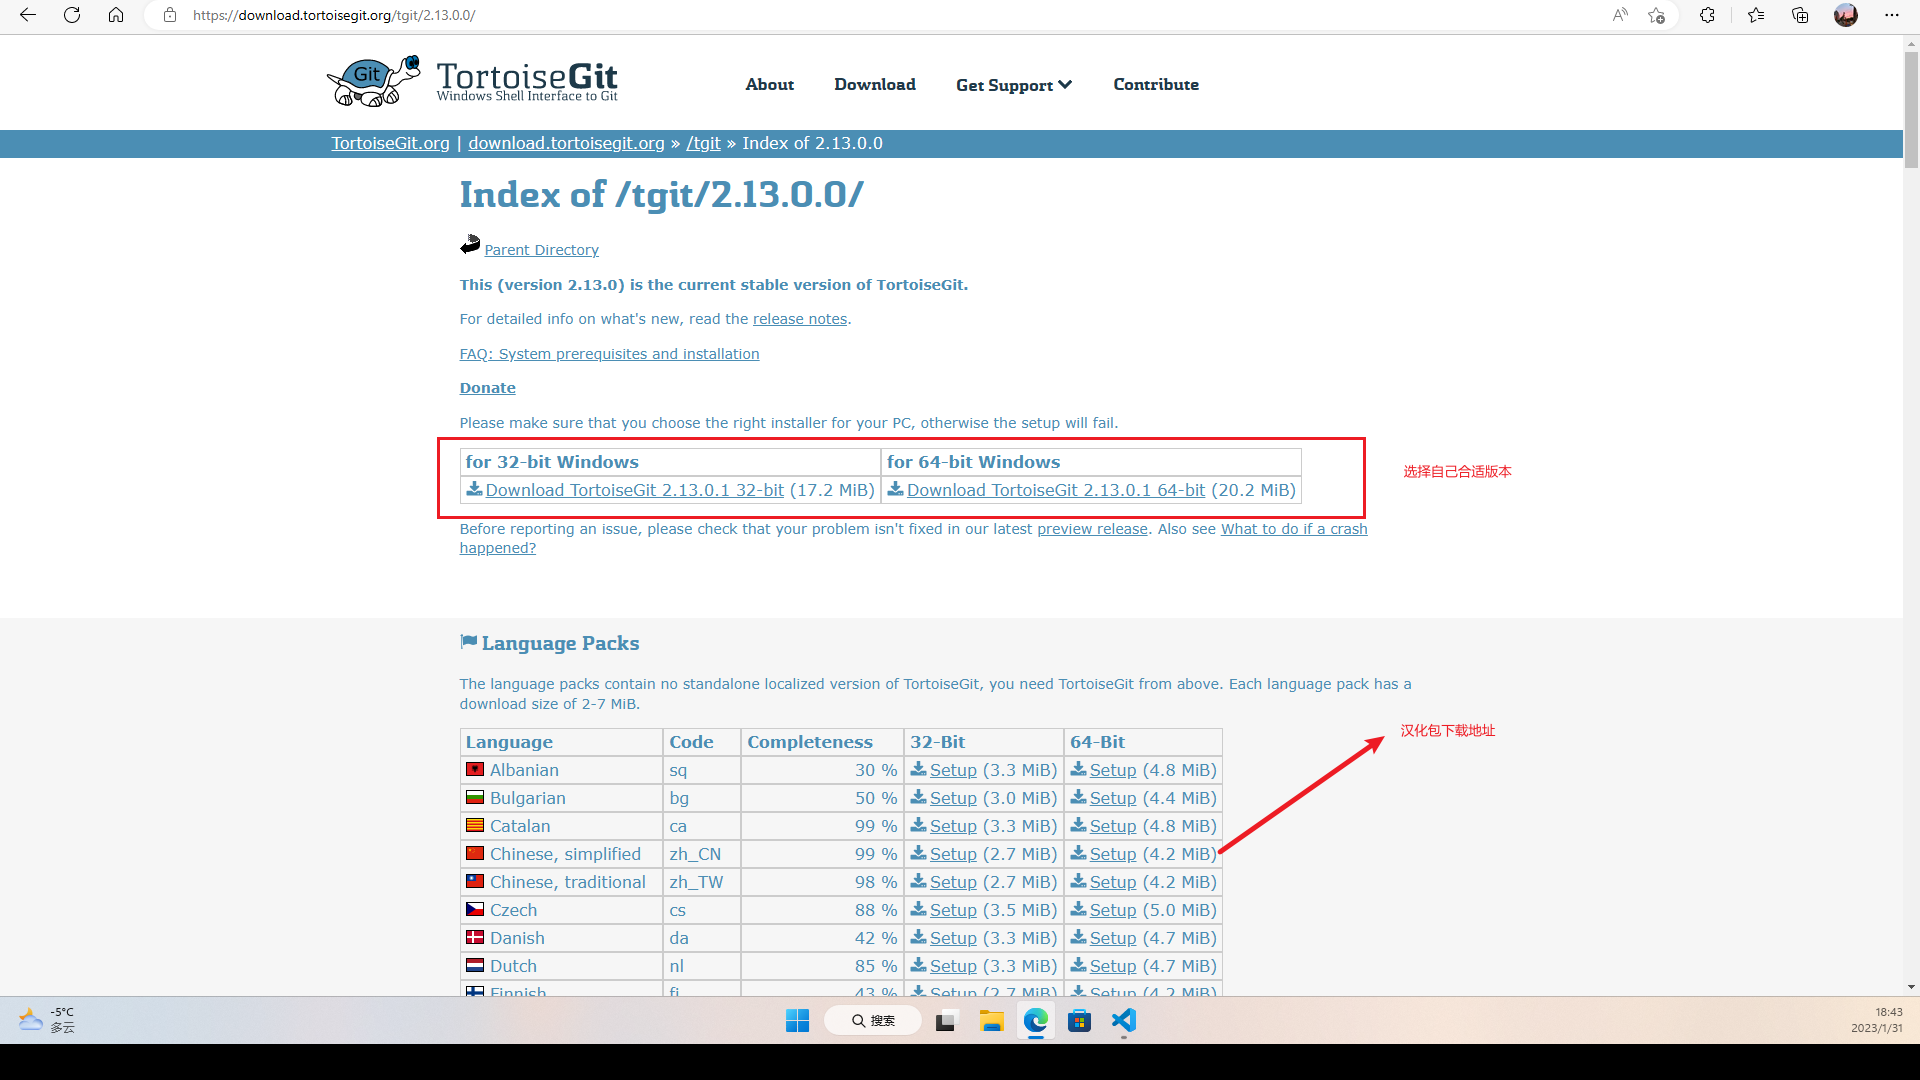 https://download.tortoisegit.org/tgit/2.13.0.0/
Git
TortoiseGit
Windows Shell Interface to Git
About
Download
Get Support
Contribute
TortoiseGit.org | download.tortoisegit.org » /tgit » Index of 2.13.0.0
Index of /tgit/2.13.0.0/
Parent Directory
This (version 2.13.0) is the current stable version of TortoiseGit.
For detailed info on what's new, read the release notes.
FAQ: System prerequisites and installation
Donate
Please make sure that you choose the right installer for your PC, otherwise the setup will fail.
for 32-bit Windows for 64-bit Windows
选择自己合适版本
Download TortoiseGit 2.13.0.1 32-bit (17.2 MiB) Download TortoiseGit 2.13.0.1 64-bit (20.2 MiB)
Before reporting an issue, please check that your problem isn't fixed in our latest preview release. Also see What to do if a crash
happened?
Language Packs
The language packs contain no standalone localized version of TortoiseGit, you need TortoiseGit from above. Each language pack has a
download size of 2-7 MiB.
汉化包下载地址
Language Code Completeness 32-Bit 64-Bit
Albanian sq 30 % Setup (3.3 MiB) Setup (4.8 MiB)
Bulgarian bg 50 % Setup (3.0 MiB) Setup (4.4 MiB)
Catalan ca 99 % Setup (3.3 MiB) Setup (4.8 MiB)
Chinese, simplified zh_CN 99 % Setup (2.7 MiB) Setup (4.2 MiB)
Chinese, traditional zh_TW 98 % Setup (2.7 MiB) Setup (4.2 MiB)
Czech cs 88 % Setup (3.5 MiB) Setup (5.0 MiB)
Danish da 42 % Setup (3.3 MiB) Setup (4.7 MiB)
Dutch nl 85 % Setup (3.3 MiB) Setup (4.7 MiB)
Finnish fi 43 % Setup (2.7 MiB) Setup (4.2 MiB)
-5°C
多云
搜索
18:43
2023/1/31